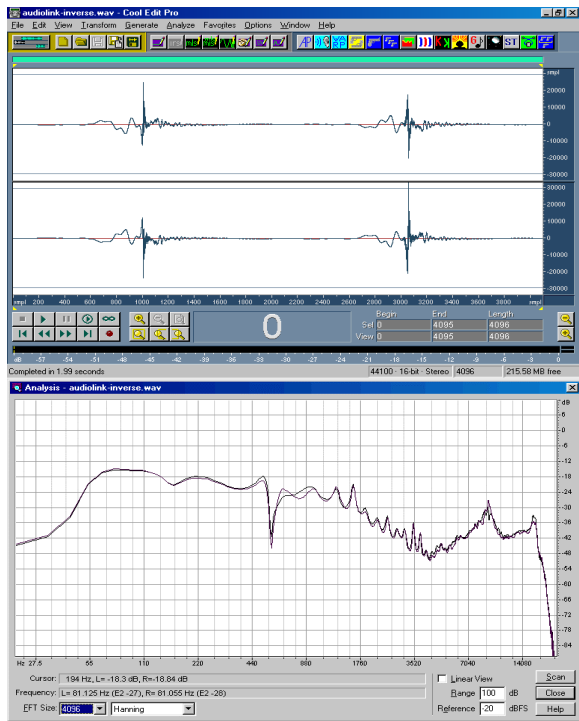 audiolink-inverse.wav - Cool Edit Pro
File Edit View Transform Generate Analyze Favorites Options Window Help
smpl
20000
10000
0
-10000
-20000
-30000
30000
20000
10000
0
-10000
-20000
-30000
smpl 200 400 600 800 1000 1200 1400 1600 1800 2000 2200 2400 2600 2800 3000 3200 3400 3600 3800 smpl
Begin End Length
Sel 0 4095 4096
View 0 4095 4096
0
dB -57 -54 -51 -48 -45 -42 -39 -36 -33 -30 -27 -24 -21 -18 -15 -12 -9 -6 -3 0
Completed in 1.99 seconds 44100 · 16-bit · Stereo 4096 215.58 MB free
Analysis - audiolink-inverse.wav
dB
-6
-0
-6
-12
-18
-24
-30
-36
-42
-48
-54
-60
-66
-72
-78
-84
Hz 27.5 55 110 220 440 880 1760 3520 7040 14080
Cursor: 194 Hz, L= -18.3 dB, R=-18.84 dB Linear View Scan
Frequency: L= 81.125 Hz (E2 -27), R= 81.055 Hz (E2 -28) Range 100 dB Close
FFT Size: 4096 Hanning Reference -20 dBFS Help